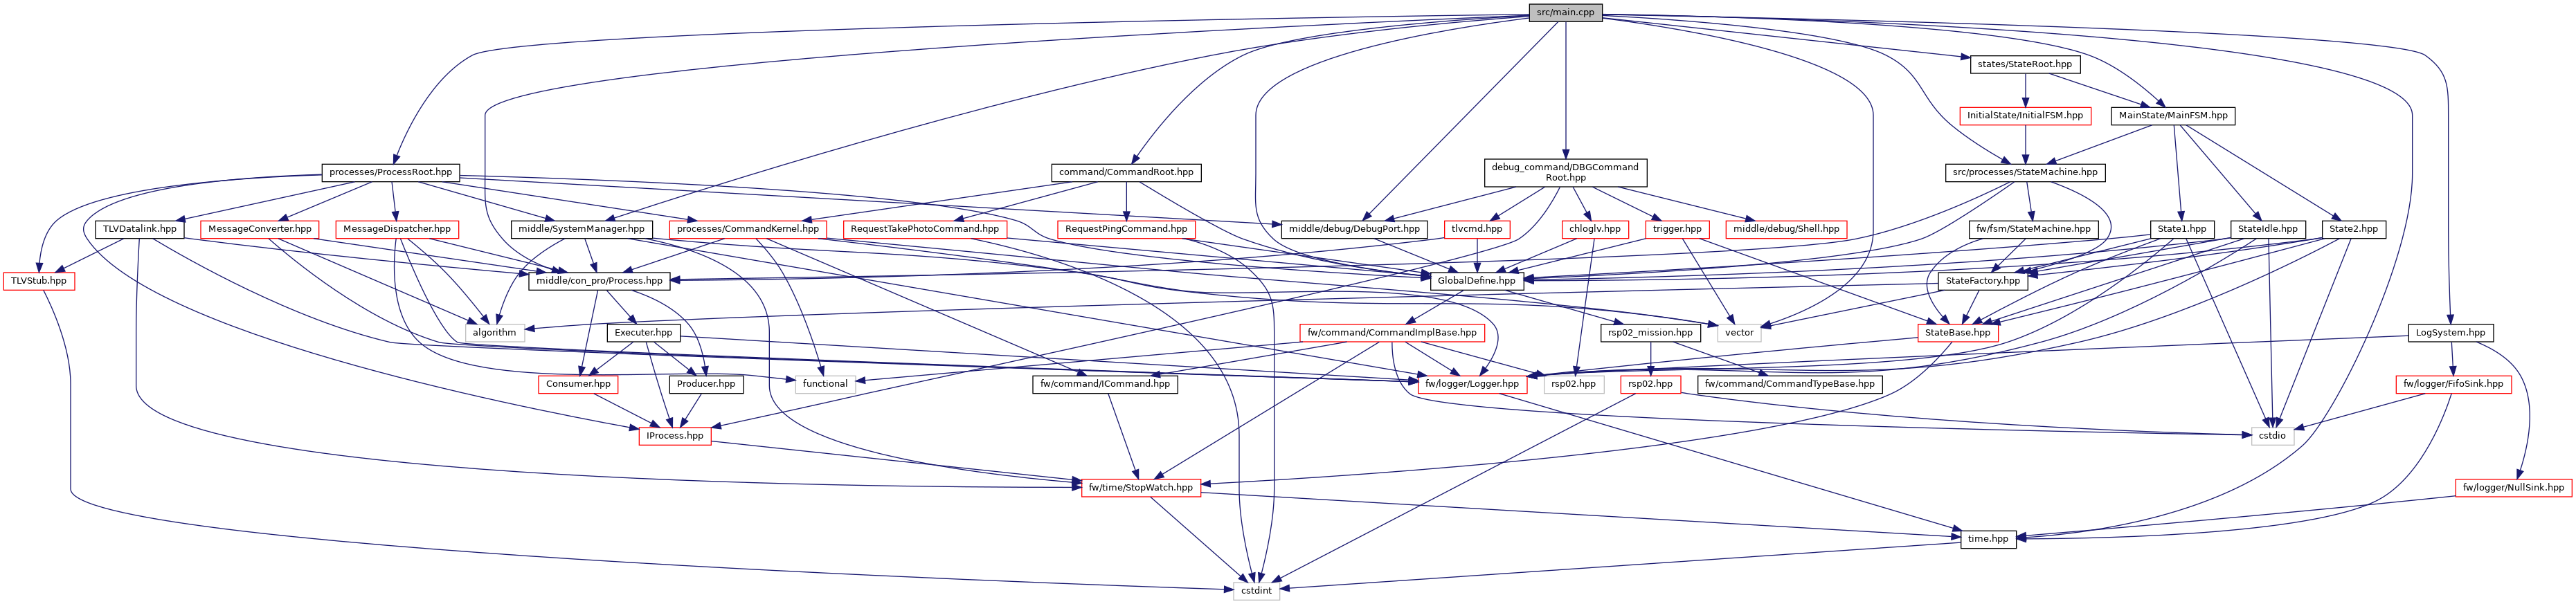 src/main.cpp
states/StateRoot.hpp
InitialState/InitialFSM.hpp
MainState/MainFSM.hpp
processes/ProcessRoot.hpp
command/CommandRoot.hpp
debug_command/DBGCommand
Root.hpp
src/processes/StateMachine.hpp
TLVDatalink.hpp
MessageConverter.hpp
MessageDispatcher.hpp
middle/SystemManager.hpp
processes/CommandKernel.hpp
RequestTakePhotoCommand.hpp
RequestPingCommand.hpp
middle/debug/DebugPort.hpp
tlvcmd.hpp
chloglv.hpp
trigger.hpp
middle/debug/Shell.hpp
fw/fsm/StateMachine.hpp
State1.hpp
StateIdle.hpp
State2.hpp
TLVStub.hpp
middle/con_pro/Process.hpp
GlobalDefine.hpp
StateFactory.hpp
algorithm
Executer.hpp
fw/command/CommandImplBase.hpp
rsp02_mission.hpp
vector
StateBase.hpp
LogSystem.hpp
Consumer.hpp
Producer.hpp
functional
fw/command/ICommand.hpp
fw/logger/Logger.hpp
rsp02.hpp
rsp02.hpp
fw/command/CommandTypeBase.hpp
fw/logger/FifoSink.hpp
IProcess.hpp
cstdio
fw/time/StopWatch.hpp
fw/logger/NullSink.hpp
time.hpp
cstdint